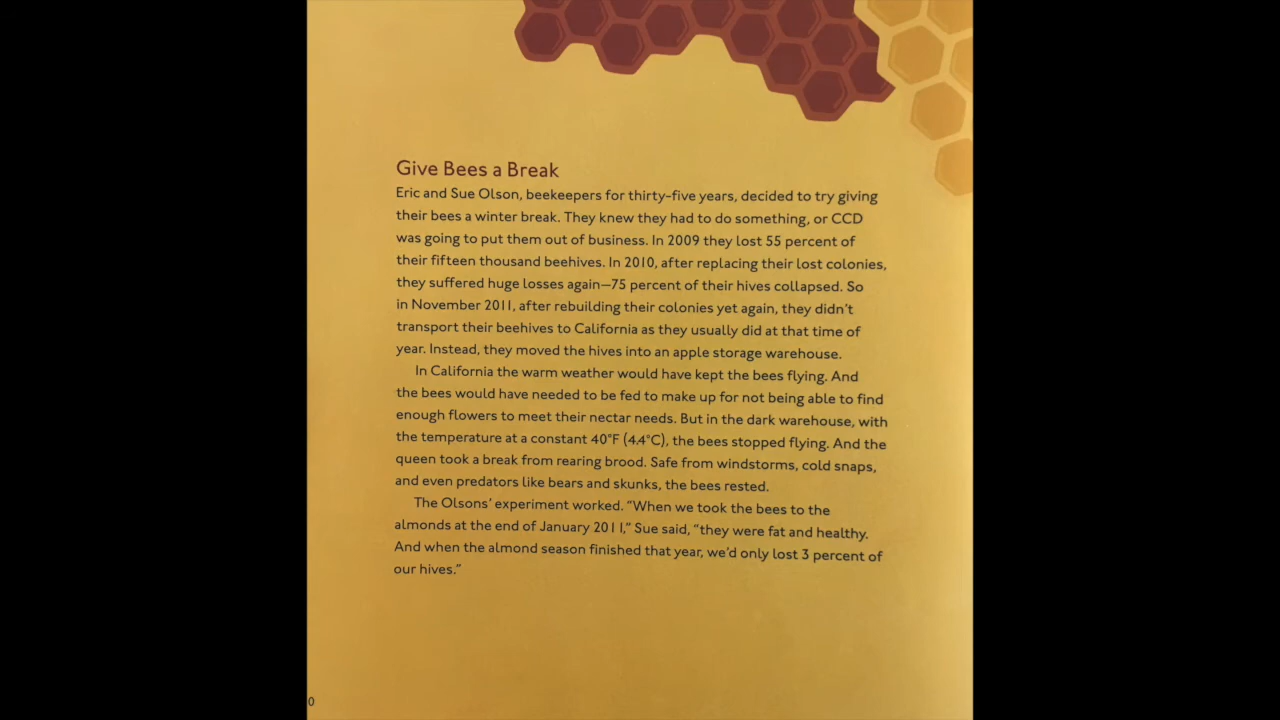 Give Bees a Break
Eric and Sue Olson, beekeepers for thirty-five years, decided to try giving
their bees a winter break. They knew they had to do something, or CCD
was going to put them out of business. In 2009 they lost 55 percent of
their fifteen thousand beehives. In 2010, after replacing their lost colonies,
they suffered huge losses again—75 percent of their hives collapsed. So
in November 2011, after rebuilding their colonies yet again, they didn't
transport their beehives to California as they usually did at that time of
year. Instead, they moved the hives into an apple storage warehouse.
In California the warm weather would have kept the bees flying. And
the bees would have needed to be fed to make up for not being able to find
enough flowers to meet their nectar needs. But in the dark warehouse, with
the temperature at a constant 40°F (4.4°C), the bees stopped flying. And the
queen took a break from rearing brood. Safe from windstorms, cold snaps,
and even predators like bears and skunks, the bees rested.
The Olsons' experiment worked. "When we took the bees to the
almonds at the end of January 2011," Sue said, "they were fat and healthy.
And when the almond season finished that year, we'd only lost 3 percent of
our hives."
0